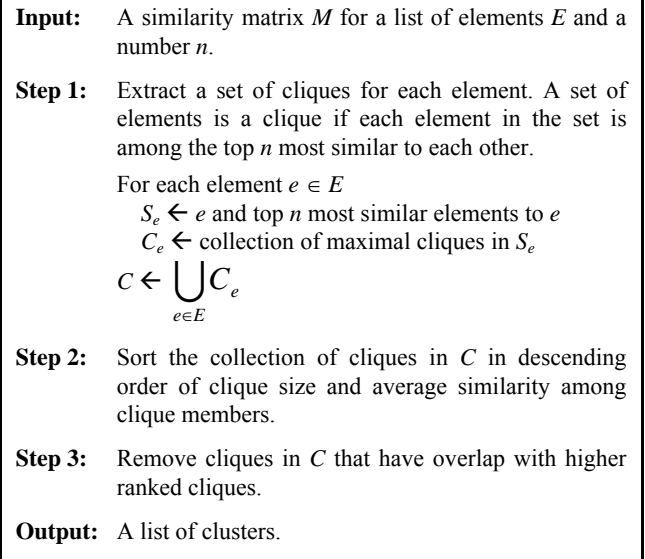 Input: A similarity matrix M for a list of elements E and a
number n.
Step 1: Extract a set of cliques for each element. A set of
elements is a clique if each element in the set is
among the top n most similar to each other.
For each element e ∈ E
Sₑ ← e and top n most similar elements to e
Cₑ ← collection of maximal cliques in Sₑ
C ← ⋃ Cₑ
e∈E
Step 2: Sort the collection of cliques in C in descending
order of clique size and average similarity among
clique members.
Step 3: Remove cliques in C that have overlap with higher
ranked cliques.
Output: A list of clusters.